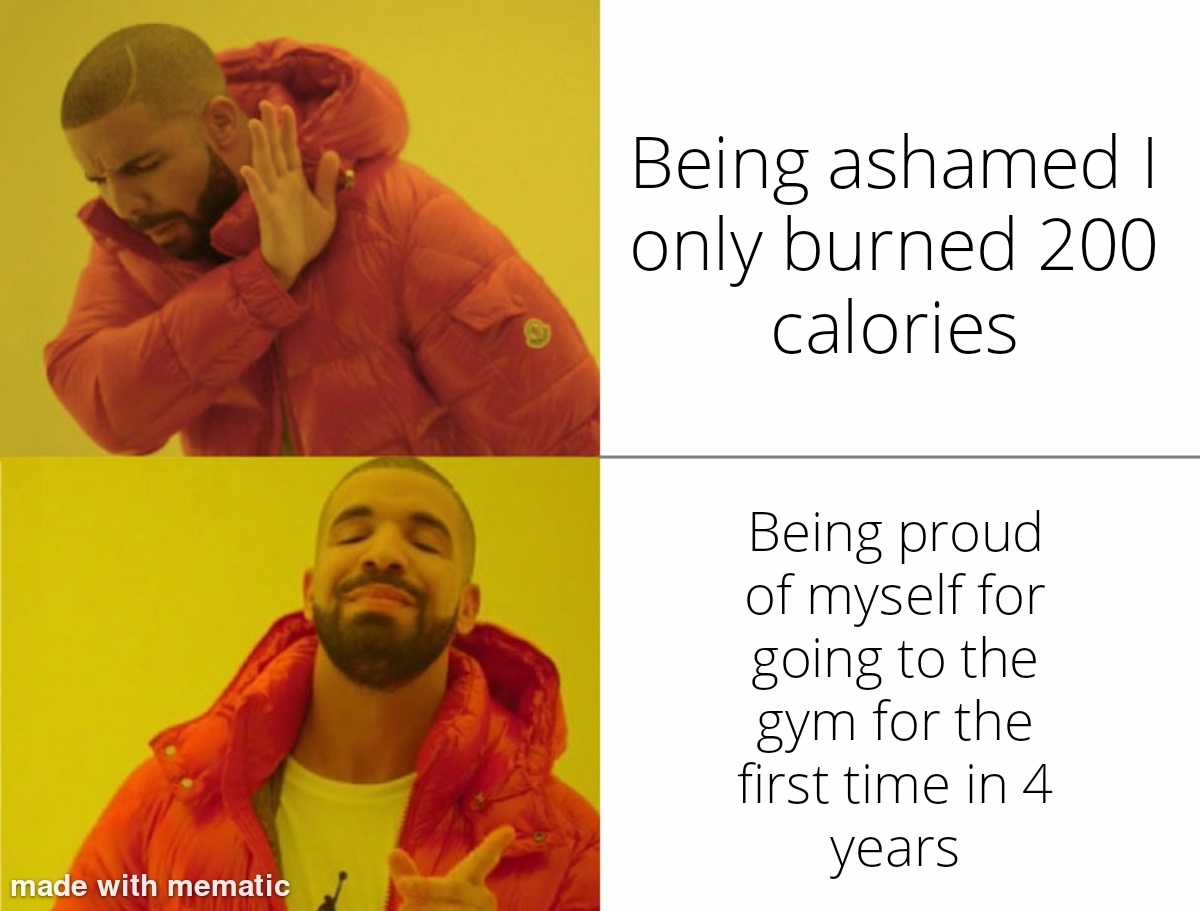 Being ashamed I
only burned 200
calories
Being proud
of myself for
going to the
gym for the
first time in 4
years
made with mematic